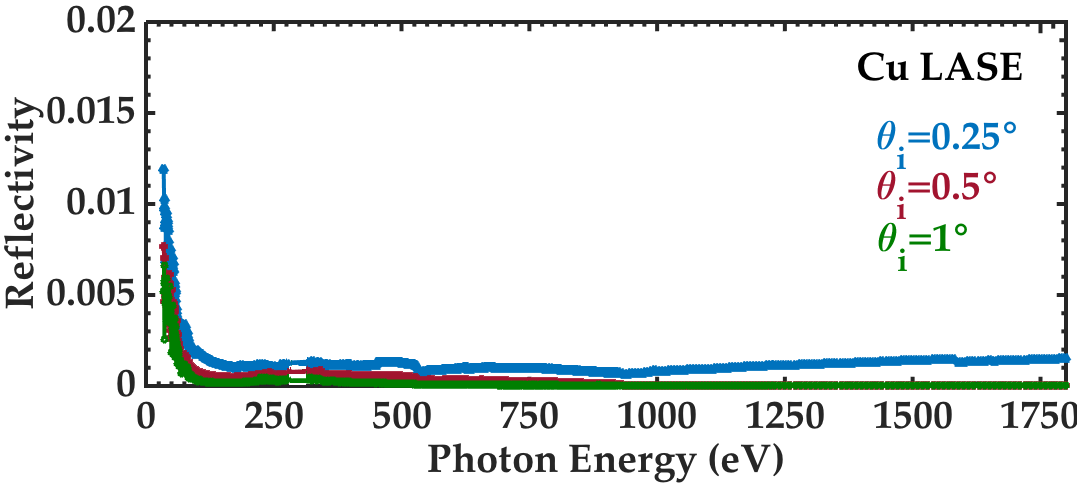 0.02
0.015
0.01
0.005
0
Reflectivity
Cu LASE
θi=0.25°
θi=0.5°
θi=1°
0 250 500 750 1000 1250 1500 1750
Photon Energy (eV)